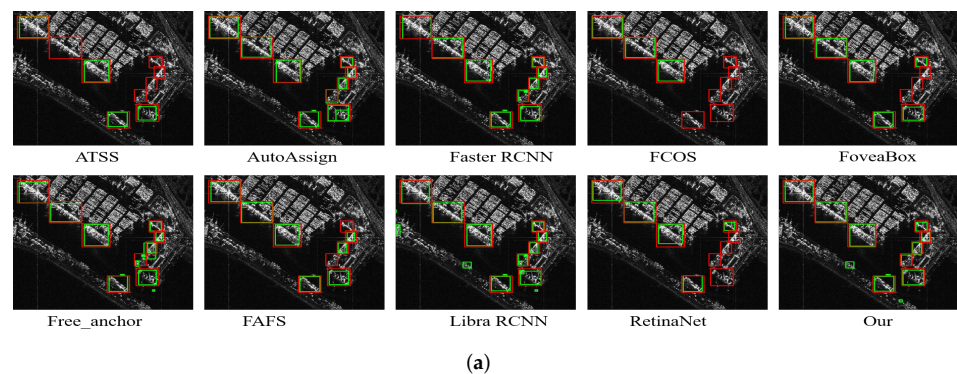 ATSS AutoAssign Faster RCNN FCOS FoveaBox
Free_anchor FAFS Libra RCNN RetinaNet Our
(a)